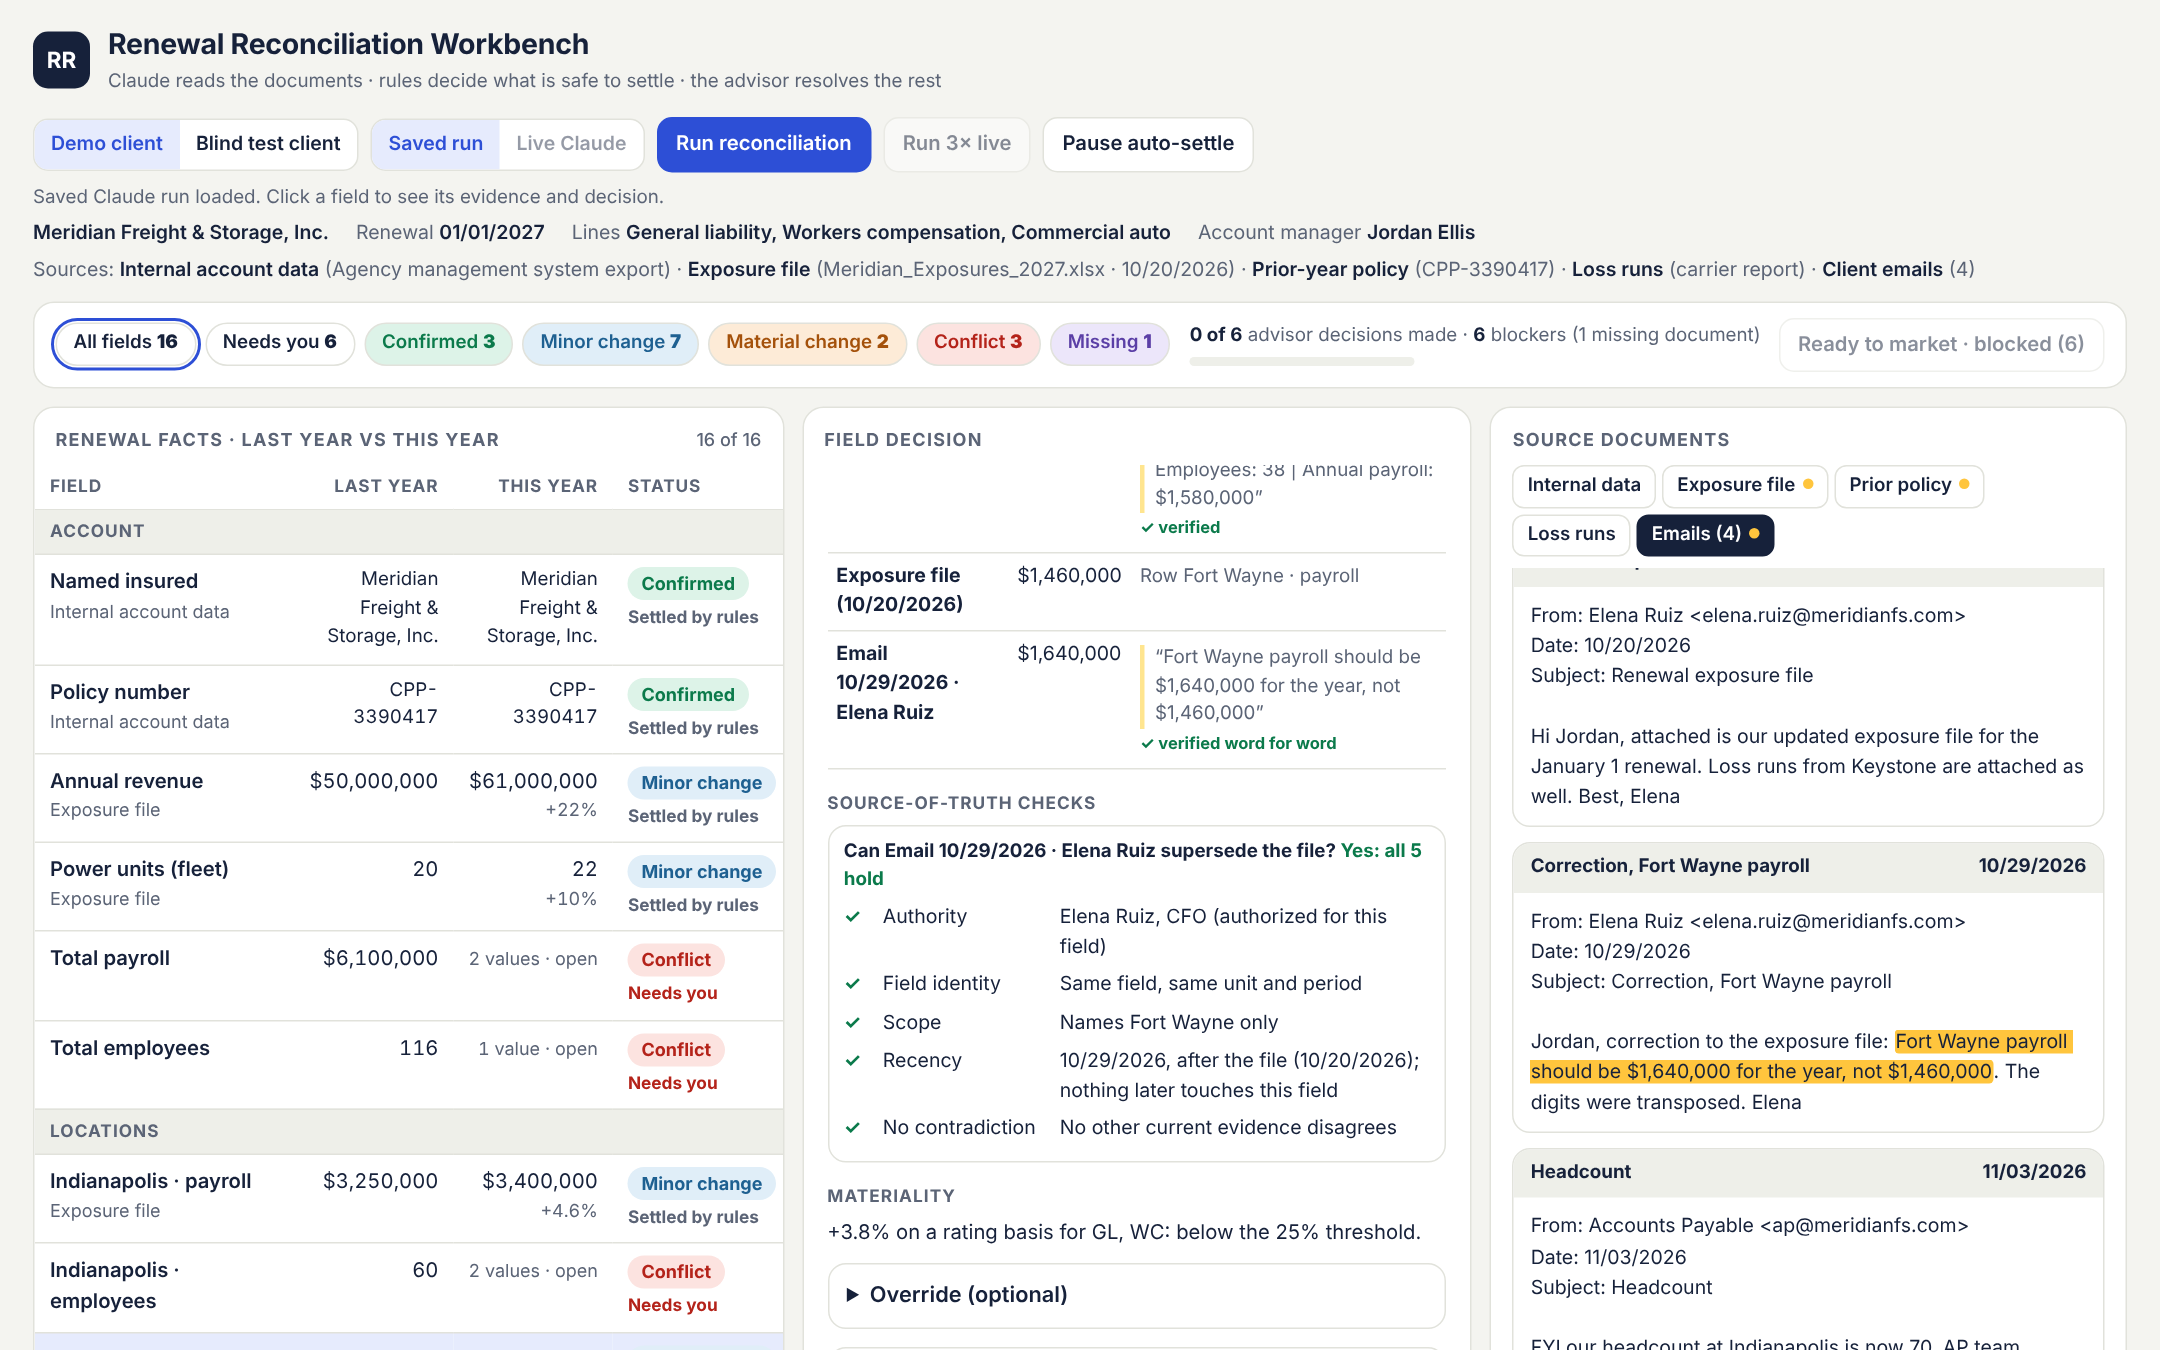 RR
Renewal Reconciliation Workbench
Claude reads the documents · rules decide what is safe to settle · the advisor resolves the rest
Demo client
Blind test client
Saved run
Live Claude
Run reconciliation
Run 3× live
Pause auto-settle
Saved Claude run loaded. Click a field to see its evidence and decision.
Meridian Freight & Storage, Inc. Renewal 01/01/2027 Lines General liability, Workers compensation, Commercial auto Account manager Jordan Ellis
Sources: Internal account data (Agency management system export) · Exposure file (Meridian_Exposures_2027.xlsx · 10/20/2026) · Prior-year policy (CPP-3390417) · Loss runs (carrier report) · Client emails (4)
All fields 16
Needs you 6
Confirmed 3
Minor change 7
Material change 2
Conflict 3
Missing 1
0 of 6 advisor decisions made · 6 blockers (1 missing document)
Ready to market · blocked (6)
RENEWAL FACTS · LAST YEAR VS THIS YEAR
16 of 16
FIELD LAST YEAR THIS YEAR STATUS
ACCOUNT
Named insured
Internal account data
Meridian
Freight &
Storage, Inc.
Meridian
Freight &
Storage, Inc.
Confirmed
Settled by rules
Policy number
Internal account data
CPP-
3390417
CPP-
3390417
Confirmed
Settled by rules
Annual revenue
Exposure file
$50,000,000
$61,000,000
+22%
Minor change
Settled by rules
Power units (fleet)
Exposure file
20
22
+10%
Minor change
Settled by rules
Total payroll
$6,100,000
2 values · open
Conflict
Needs you
Total employees
116
1 value · open
Conflict
Needs you
LOCATIONS
Indianapolis · payroll
Exposure file
$3,250,000
$3,400,000
+4.6%
Minor change
Settled by rules
Indianapolis ·
employees
60
2 values · open
Conflict
Needs you
FIELD DECISION
Employees: 38 | Annual payroll:
$1,580,000”
✓ verified
Exposure file
(10/20/2026)
$1,460,000
Row Fort Wayne · payroll
Email
10/29/2026 ·
Elena Ruiz
$1,640,000
“Fort Wayne payroll should be
$1,640,000 for the year, not
$1,460,000”
✓ verified word for word
SOURCE-OF-TRUTH CHECKS
Can Email 10/29/2026 · Elena Ruiz supersede the file? Yes: all 5
hold
✓ Authority Elena Ruiz, CFO (authorized for this
field)
✓ Field identity Same field, same unit and period
✓ Scope Names Fort Wayne only
✓ Recency 10/29/2026, after the file (10/20/2026);
nothing later touches this field
✓ No contradiction No other current evidence disagrees
MATERIALITY
+3.8% on a rating basis for GL, WC: below the 25% threshold.
▶ Override (optional)
SOURCE DOCUMENTS
Internal data
Exposure file
Prior policy
Loss runs
Emails (4)
From: Elena Ruiz <elena.ruiz@meridianfs.com>
Date: 10/20/2026
Subject: Renewal exposure file
Hi Jordan, attached is our updated exposure file for the
January 1 renewal. Loss runs from Keystone are attached as
well. Best, Elena
Correction, Fort Wayne payroll 10/29/2026
From: Elena Ruiz <elena.ruiz@meridianfs.com>
Date: 10/29/2026
Subject: Correction, Fort Wayne payroll
Jordan, correction to the exposure file: Fort Wayne payroll
should be $1,640,000 for the year, not $1,460,000. The
digits were transposed. Elena
Headcount 11/03/2026
From: Accounts Payable <ap@meridianfs.com>
Date: 11/03/2026
Subject: Headcount
FYI our headcount at Indianapolis is now 70. AP team